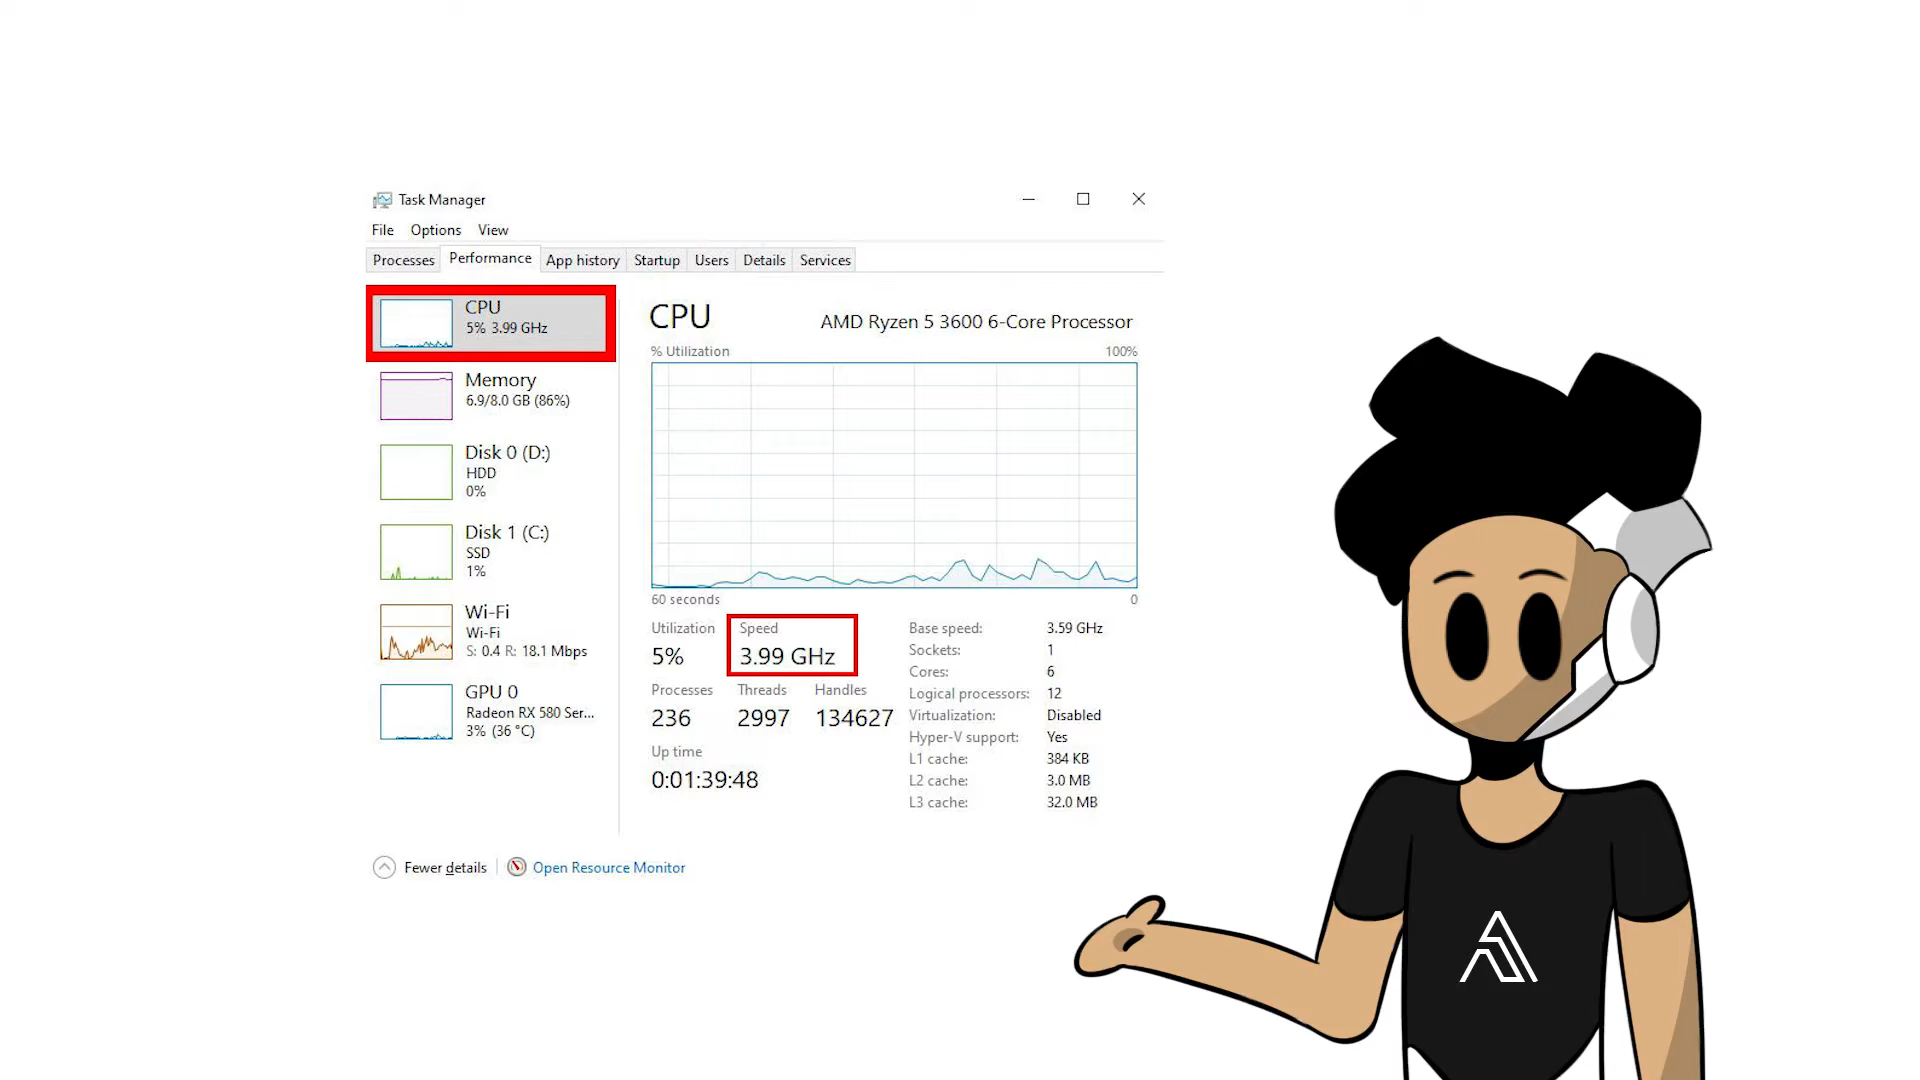 Task Manager
File Options View
Processes Performance App history Startup Users Details Services
CPU
5% 3.99 GHz
Memory
6.9/8.0 GB (86%)
Disk 0 (D:)
HDD
0%
Disk 1 (C:)
SSD
1%
Wi-Fi
Wi-Fi
S: 0.4 R: 18.1 Mbps
GPU 0
Radeon RX 580 Ser...
3% (36 °C)
CPU AMD Ryzen 5 3600 6-Core Processor
% Utilization 100%
60 seconds 0
Utilization Speed
5% 3.99 GHz
Processes Threads Handles
236 2997 134627
Up time
0:01:39:48
Base speed: 3.59 GHz
Sockets: 1
Cores: 6
Logical processors: 12
Virtualization: Disabled
Hyper-V support: Yes
L1 cache: 384 KB
L2 cache: 3.0 MB
L3 cache: 32.0 MB
Fewer details Open Resource Monitor